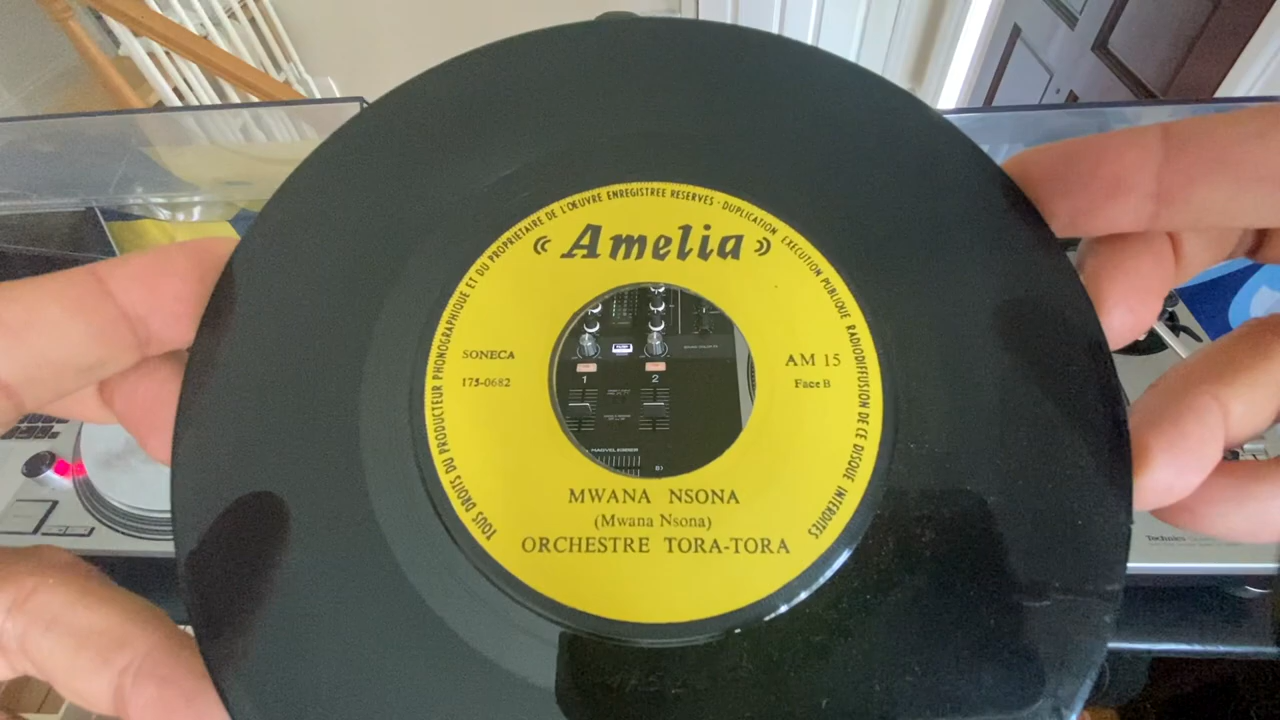 TOUS DROITS DU PRODUCTEUR PHONOGRAPHIQUE ET DU PROPRIETAIRE DE L'OEUVRE ENREGISTREE RESERVES · DUPLICATION EXECUTION PUBLIQUE RADIODIFFUSION DE CE DISQUE INTERDITES
« Amelia »
SONECA
175-0682
AM 15
Face B
1
2
MWANA NSONA
(Mwana Nsona)
ORCHESTRE TORA-TORA
Technics